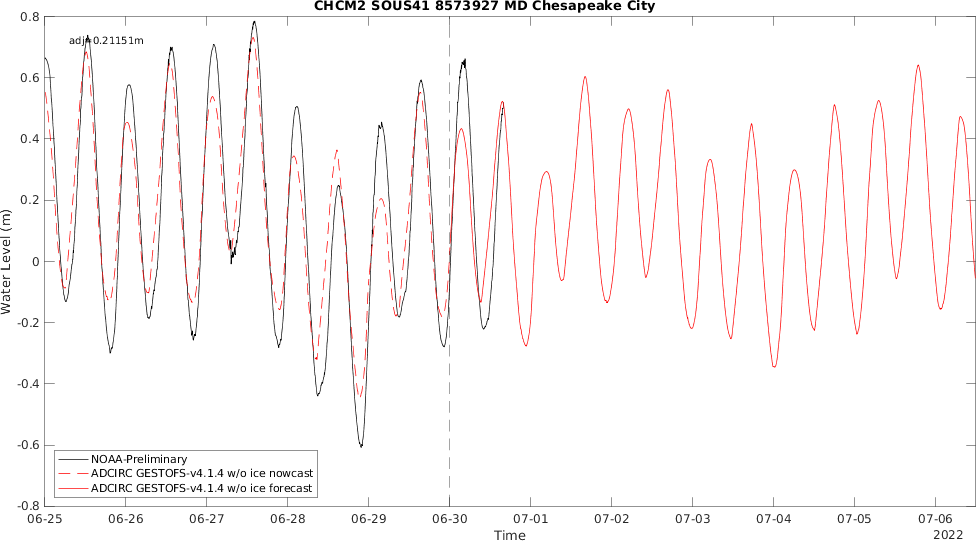 CHCM2 SOUS41 8573927 MD Chesapeake City
adj=0.21151m
Water Level (m)
0.8
0.6
0.4
0.2
0
-0.2
-0.4
-0.6
-0.8
NOAA-Preliminary
ADCIRC GESTOFS-v4.1.4 w/o ice nowcast
ADCIRC GESTOFS-v4.1.4 w/o ice forecast
06-25 06-26 06-27 06-28 06-29 06-30 07-01 07-02 07-03 07-04 07-05 07-06
Time
2022